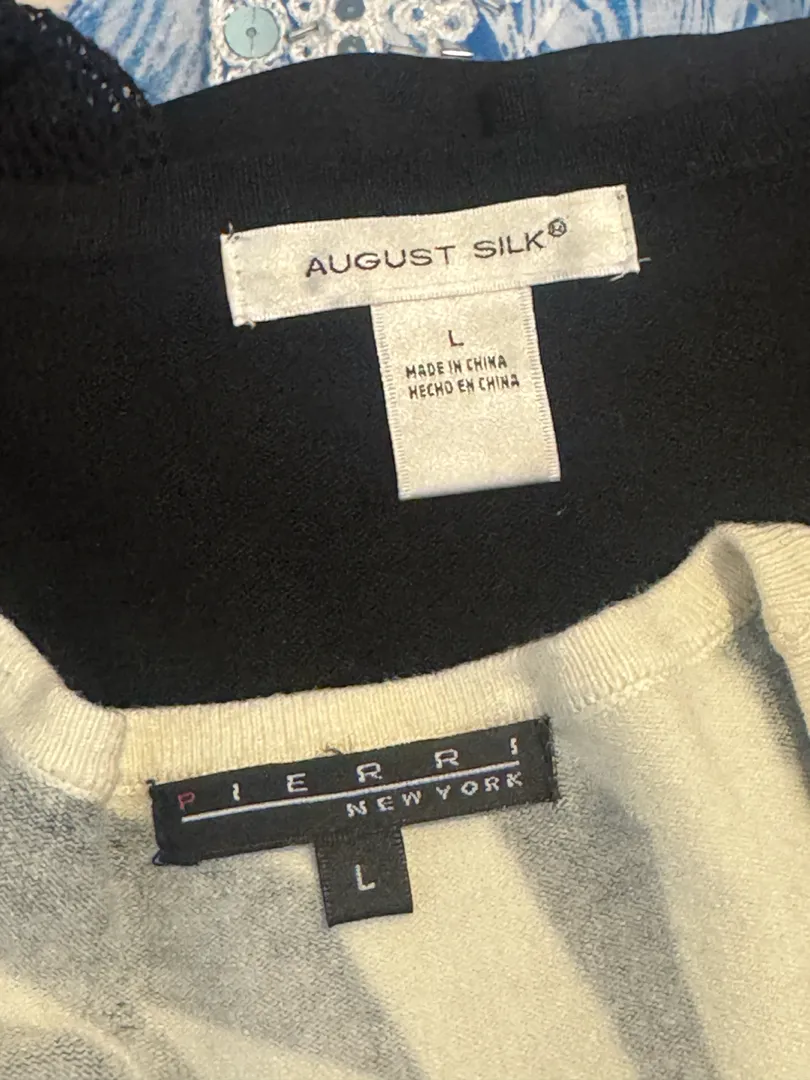 AUGUST SILK®
L
MADE IN CHINA
HECHO EN CHINA
PIERRI
NEW YORK
L